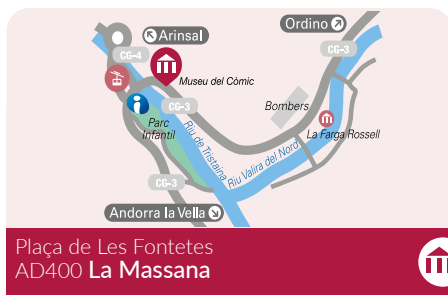 Ordino
Arinsal
CG-4
CG-3
Museu del Còmic
CG-3
Bombers
Parc
Infantil
La Farga Rossell
Riu de Tristaina
Riu Valira del Nord
CG-3
Andorra la Vella
Plaça de Les Fontetes
AD400 La Massana